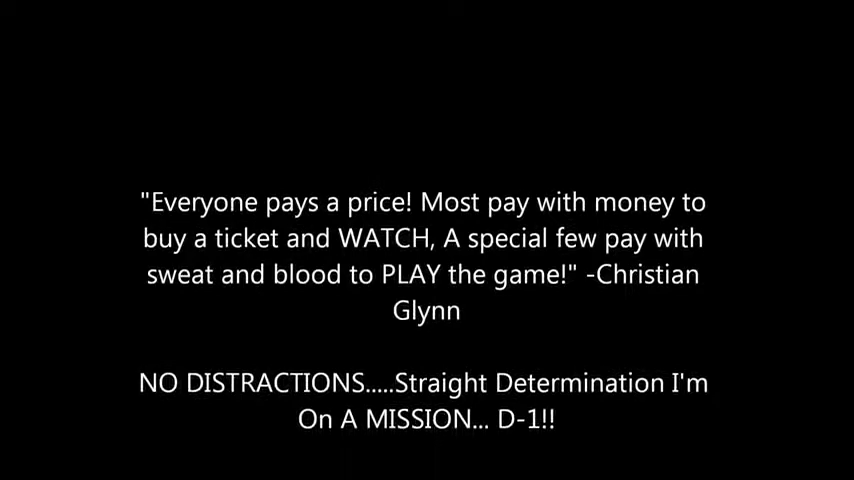 "Everyone pays a price! Most pay with money to
buy a ticket and WATCH, A special few pay with
sweat and blood to PLAY the game!" -Christian
Glynn
NO DISTRACTIONS.....Straight Determination I'm
On A MISSION... D-1!!